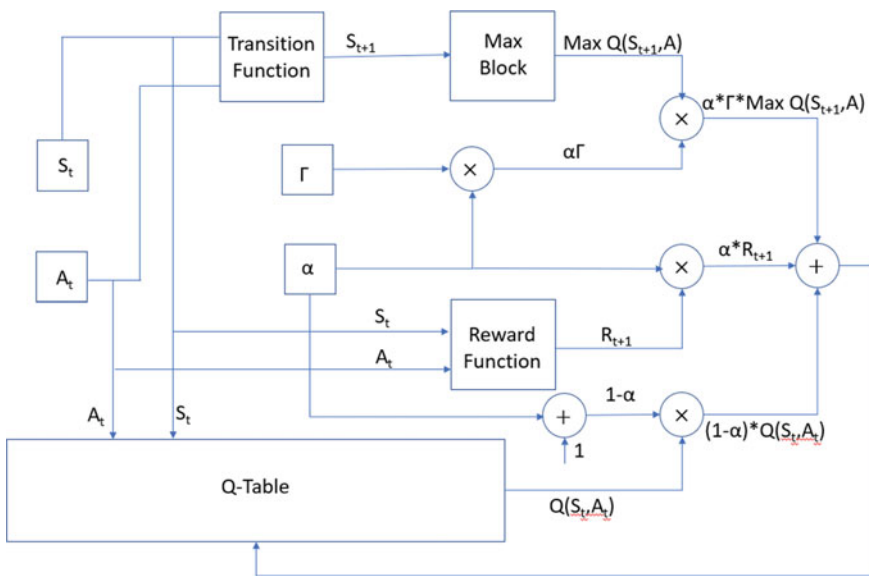 Transition
Function
Sₜ₊₁
Max
Block
Max Q(Sₜ₊₁,A)
α*Γ*Max Q(Sₜ₊₁,A)
×
Sₜ
Γ
×
αΓ
Aₜ
α
×
α*Rₜ₊₁
+
Sₜ
Aₜ
Reward
Function
Rₜ₊₁
Aₜ
Sₜ
+
1-α
×
(1-α)*Q(Sₜ,Aₜ)
1
Q-Table
Q(Sₜ,Aₜ)